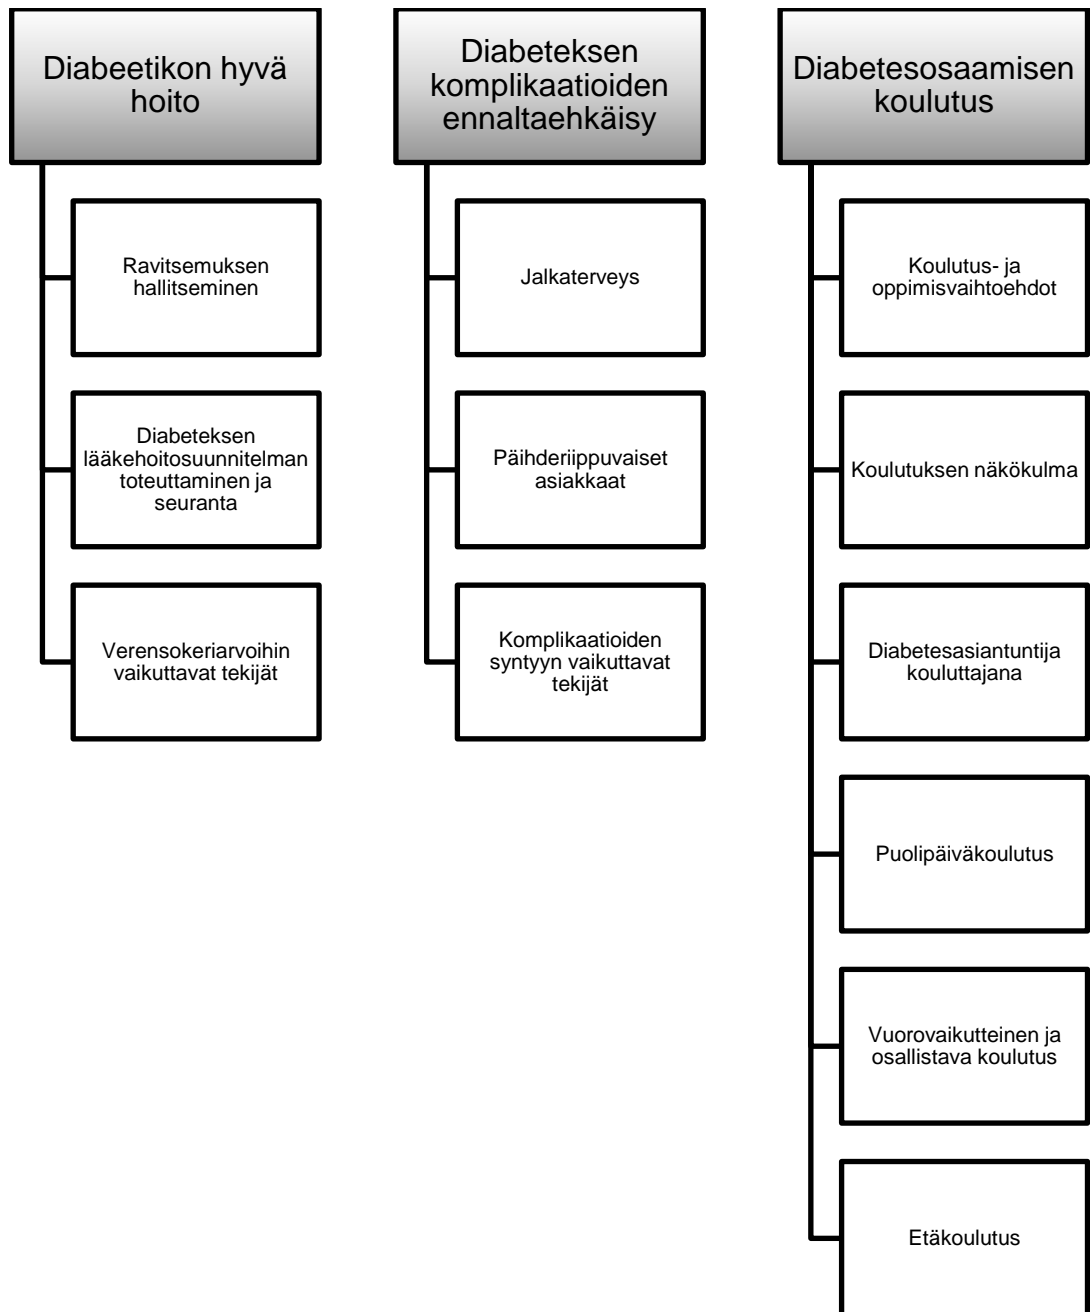 Diabeetikon hyvä
hoito
Ravitsemuksen
hallitseminen
Diabeteksen
lääkehoitosuunnitelman
toteuttaminen ja
seuranta
Verensokeriarvoihin
vaikuttavat tekijät
Diabeteksen
komplikaatioiden
ennaltaehkäisy
Jalkaterveys
Päihderiippuvaiset
asiakkaat
Komplikaatioiden
syntyyn vaikuttavat
tekijät
Diabetesosaamisen
koulutus
Koulutus- ja
oppimisvaihtoehdot
Koulutuksen näkökulma
Diabetesasiantuntija
kouluttajana
Puolipäiväkoulutus
Vuorovaikutteinen ja
osallistava koulutus
Etäkoulutus